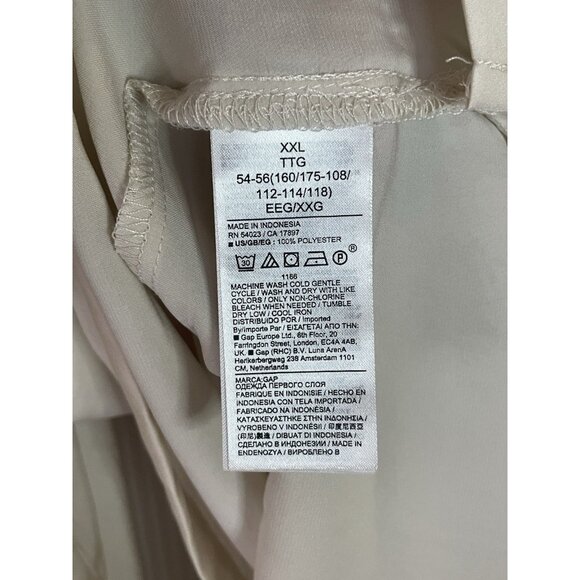 XXL
TTG
54-56(160/175-108/
112-114/118)
EEG/XXG
MADE IN INDONESIA
RN 54023 / CA 17897
■ US/GB/EG : 100% POLYESTER
30
1166
MACHINE WASH COLD GENTLE
CYCLE / WASH AND DRY WITH LIKE
COLORS / ONLY NON-CHLORINE
BLEACH WHEN NEEDED / TUMBLE
DRY LOW / COOL IRON
DISTRIBUIDO POR / Imported
By/Importe Par / ΕΙΣΑΓΕΤΑΙ ΑΠΟ ΤΗΝ:
■ Gap Europe Ltd., 6th Floor, 20
Farringdon Street, London, EC4A 4AB,
UK, ■ Gap (RHC) B.V. Luna ArenA
Herikerbergweg 238 Amsterdam 1101
CM, Netherlands
MARCA:GAP
ОДЕЖДА ПЕРВОГО СЛОЯ
FABRIQUE EN INDONISIE / HECHO EN
INDONESIA CON TELA IMPORTADA /
FABRICADO NA INDONÉSIA /
ΚΑΤΑΣΚΕΥΑΣΤΗΚΕ ΣΤΗΝ ΙΝΔΟΝΗΣΙΑ /
VYROBENO V INDONÉSII / 印度尼西亚
(印尼)製造 / DIBUAT DI INDONESIA /
СДЕЛАНО В ИНДОНЕЗИИ / MADE IN
ENDENOZYA / ВИРОБЛЕНО В